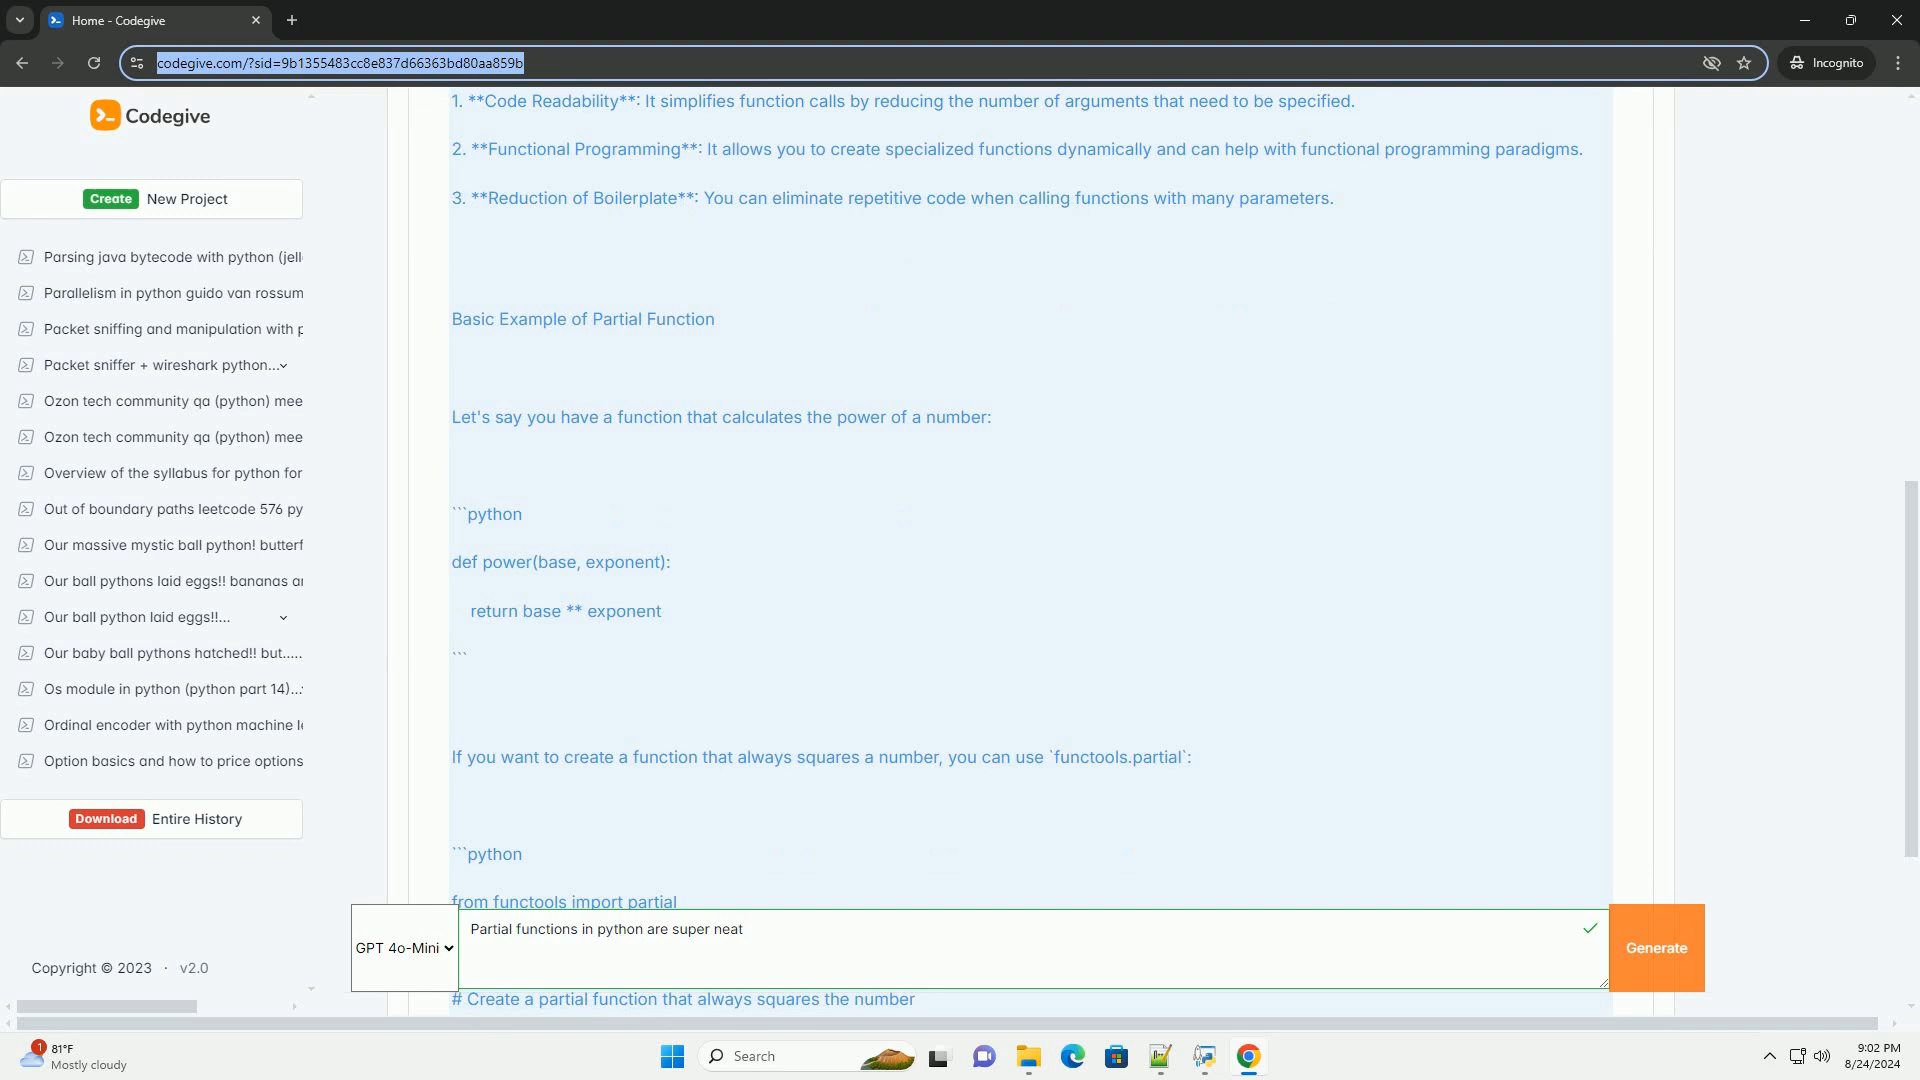 Home - Codegive
codegive.com/?sid=9b1355483cc8e837d66363bd80aa859b
Incognito
Codegive
Create New Project
Parsing java bytecode with python (jell
Parallelism in python guido van rossum
Packet sniffing and manipulation with p
Packet sniffer + wireshark python...
Ozon tech community qa (python) mee
Ozon tech community qa (python) mee
Overview of the syllabus for python for
Out of boundary paths leetcode 576 py
Our massive mystic ball python! butterf
Our ball pythons laid eggs!! bananas a
Our ball python laid eggs!!...
Our baby ball pythons hatched!! but.....
Os module in python (python part 14)...
Ordinal encoder with python machine l
Option basics and how to price options
Download Entire History
Copyright © 2023 · v2.0
1. **Code Readability**: It simplifies function calls by reducing the number of arguments that need to be specified.
2. **Functional Programming**: It allows you to create specialized functions dynamically and can help with functional programming paradigms.
3. **Reduction of Boilerplate**: You can eliminate repetitive code when calling functions with many parameters.
Basic Example of Partial Function
Let's say you have a function that calculates the power of a number:
```python
def power(base, exponent):
return base ** exponent
```
If you want to create a function that always squares a number, you can use `functools.partial`:
```python
from functools import partial
GPT 4o-Mini
Partial functions in python are super neat
Generate
# Create a partial function that always squares the number
1
81°F
Mostly cloudy
Search
9:02 PM
8/24/2024